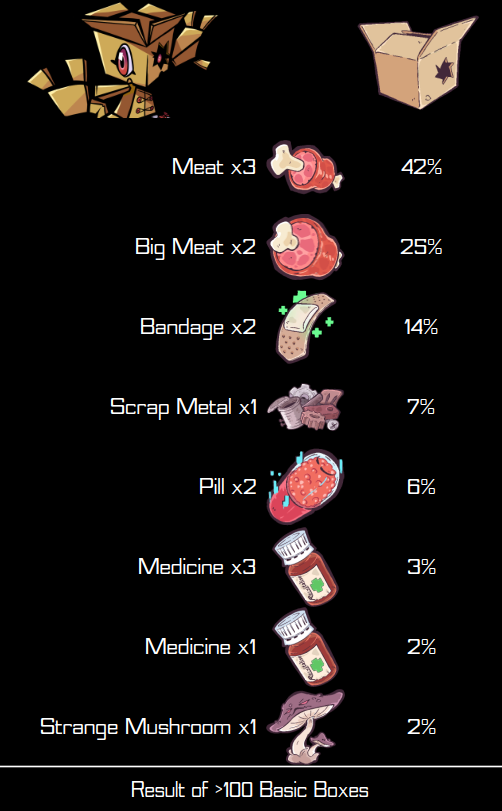 Meat x3 42%
Big Meat x2 25%
Bandage x2 14%
Scrap Metal x1 7%
Pill x2 6%
Medicine x3 3%
Medicine x1 2%
Strange Mushroom x1 2%
Result of >100 Basic Boxes